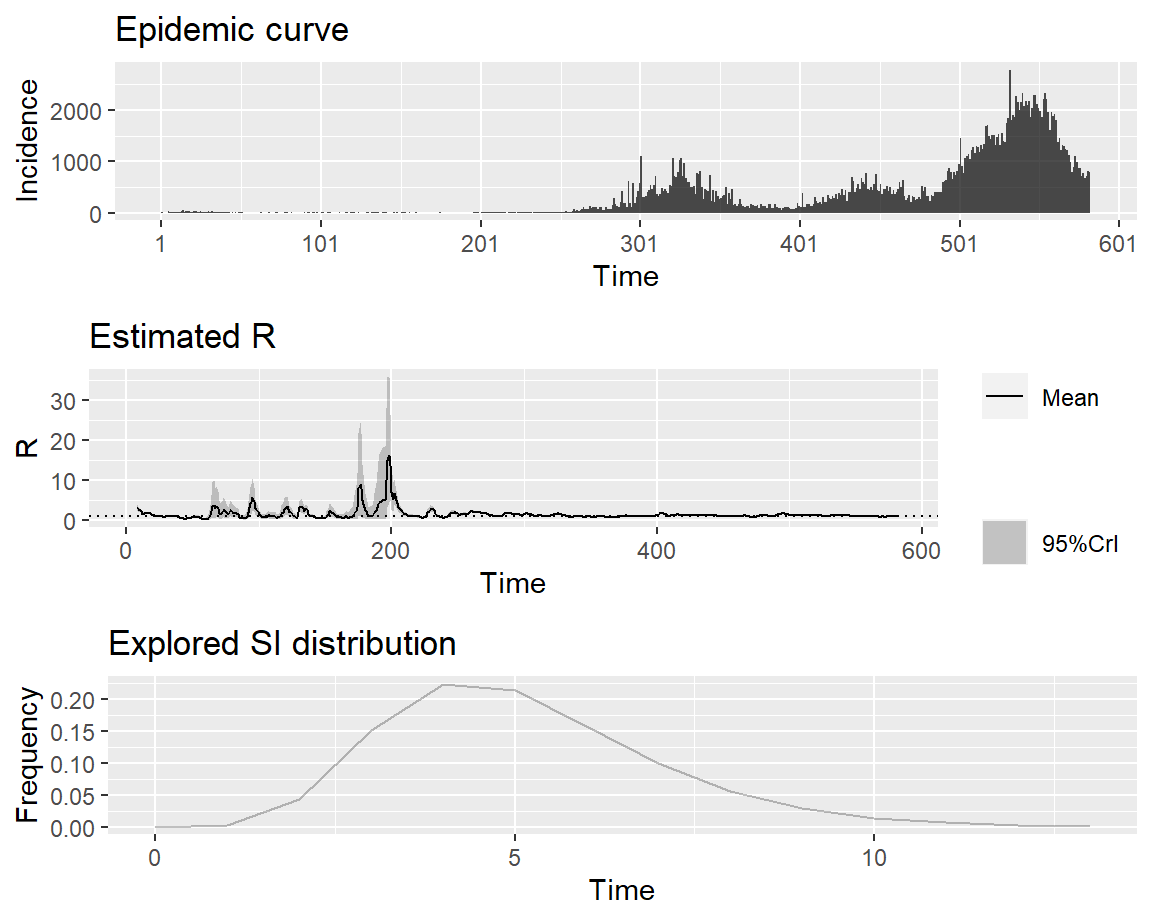 Epidemic curve
Incidence
2000
1000
0
1 101 201 301 401 501 601
Time
Estimated R
R
30
20
10
0
0 200 400 600
Time
Mean
95%CrI
Explored SI distribution
Frequency
0.20
0.15
0.10
0.05
0.00
0 5 10
Time